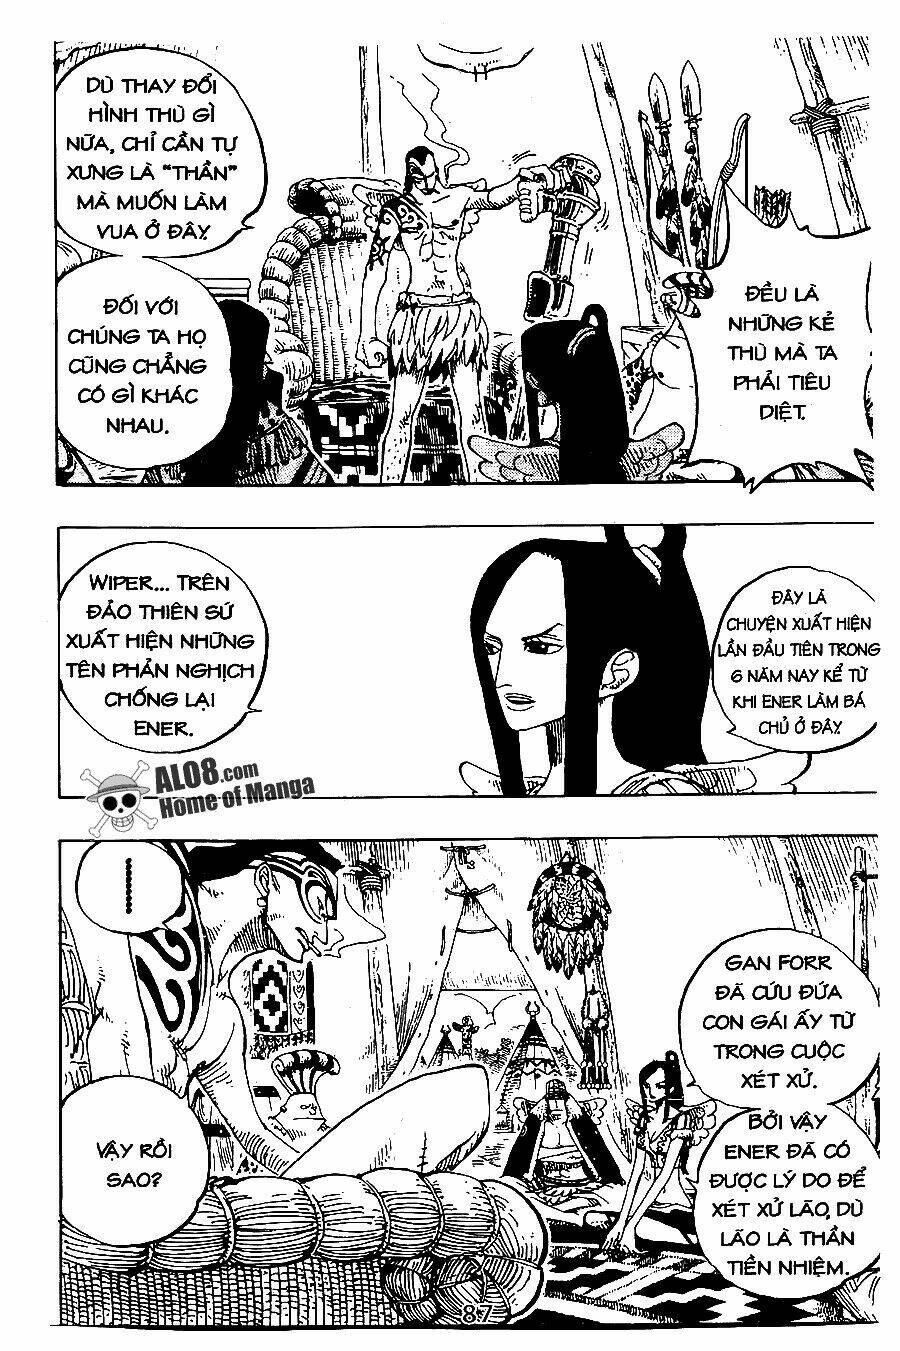 DÙ THAY ĐỔI
HÌNH THÙ GÌ
NỮA, CHỈ CẦN TỰ
XƯNG LÀ "THẦN"
MÀ MUỐN LÀM
VUA Ở ĐÂY.
ĐỐI VỚI
CHÚNG TA HỌ
CŨNG CHẲNG
CÓ GÌ KHÁC
NHAU.
ĐỀU LÀ
NHỮNG KẺ
THÙ MÀ TA
PHẢI TIÊU
DIỆT.
WIPER... TRÊN
ĐẢO THIÊN SỨ
XUẤT HIỆN NHỮNG
TÊN PHẢN NGHỊCH
CHỐNG LẠI
ENER.
ĐÂY LÀ
CHUYỆN XUẤT HIỆN
LẦN ĐẦU TIÊN TRONG
6 NĂM NAY KỂ TỪ
KHI ENER LÀM BÁ
CHỦ Ở ĐÂY.
AL08.com
Home of Manga
..........
GAN FORR
ĐÃ CỨU ĐỨA
CON GÁI ẤY TỪ
TRONG CUỘC
XÉT XỬ.
BỞI VẬY
ENER ĐÃ CÓ
ĐƯỢC LÝ DO ĐỂ
XÉT XỬ LÃO, DÙ
LÃO LÀ THẦN
TIỀN NHIỆM.
VẬY RỒI
SAO?
87